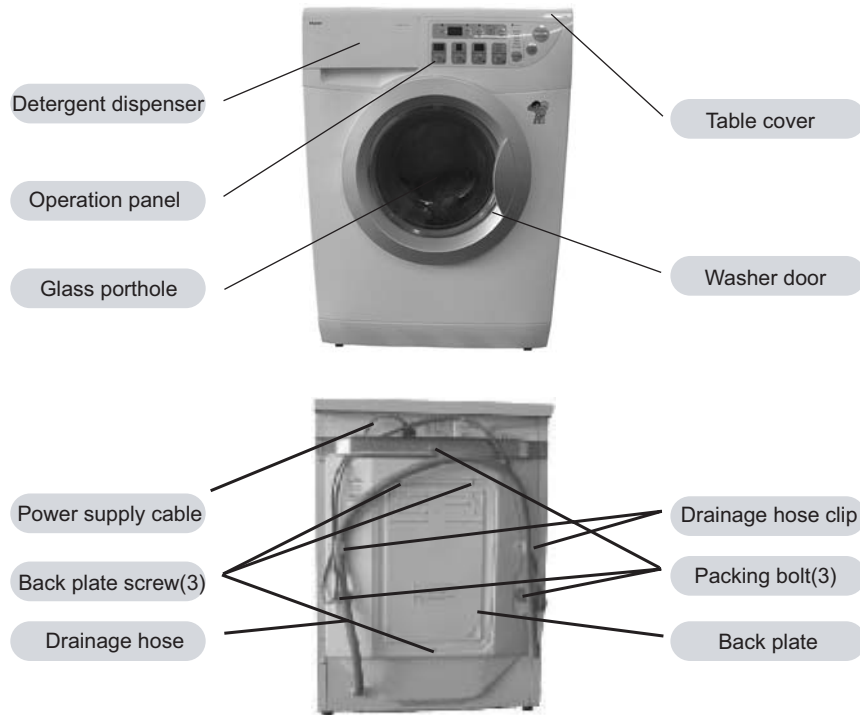 Detergent dispenser
Operation panel
Glass porthole
Table cover
Washer door
Power supply cable
Back plate screw(3)
Drainage hose
Drainage hose clip
Packing bolt(3)
Back plate